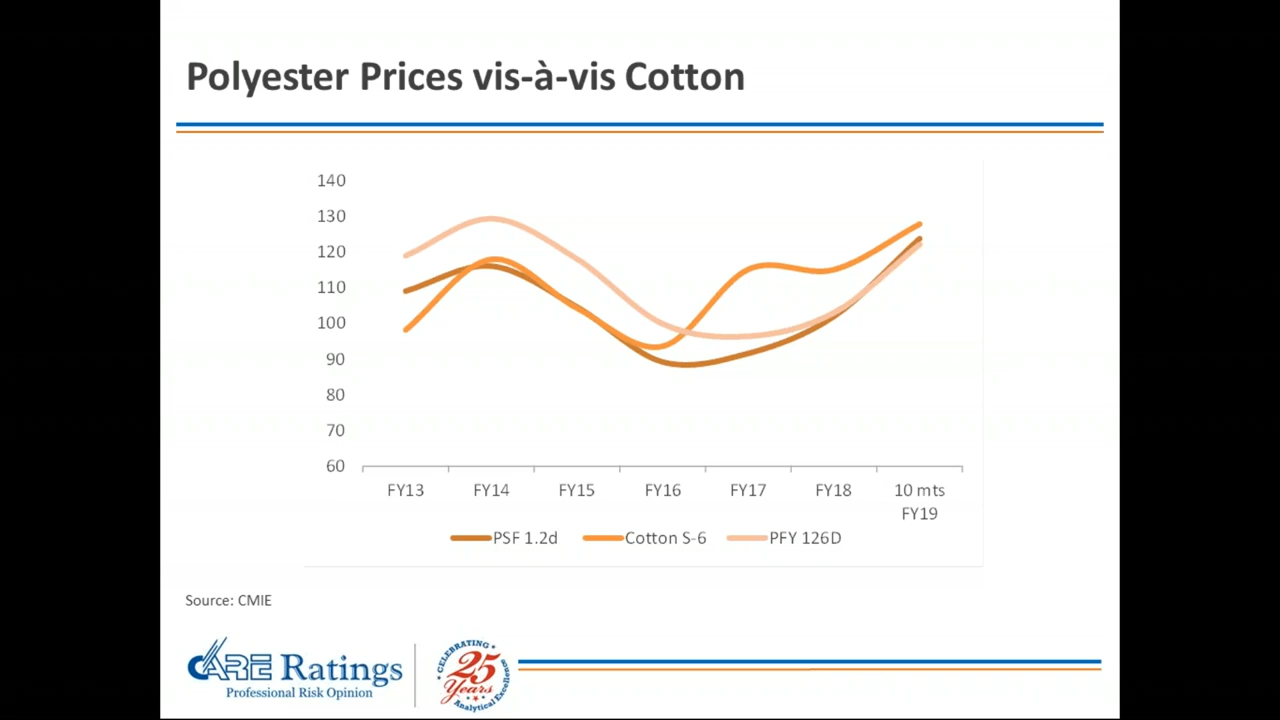 Polyester Prices vis-à-vis Cotton
140
130
120
110
100
90
80
70
60
FY13 FY14 FY15 FY16 FY17 FY18 10 mts
FY19
PSF 1.2d Cotton S-6 PFY 126D
Source: CMIE
CARE Ratings
Professional Risk Opinion
CELEBRATING
25
Years
Analytical Excellence